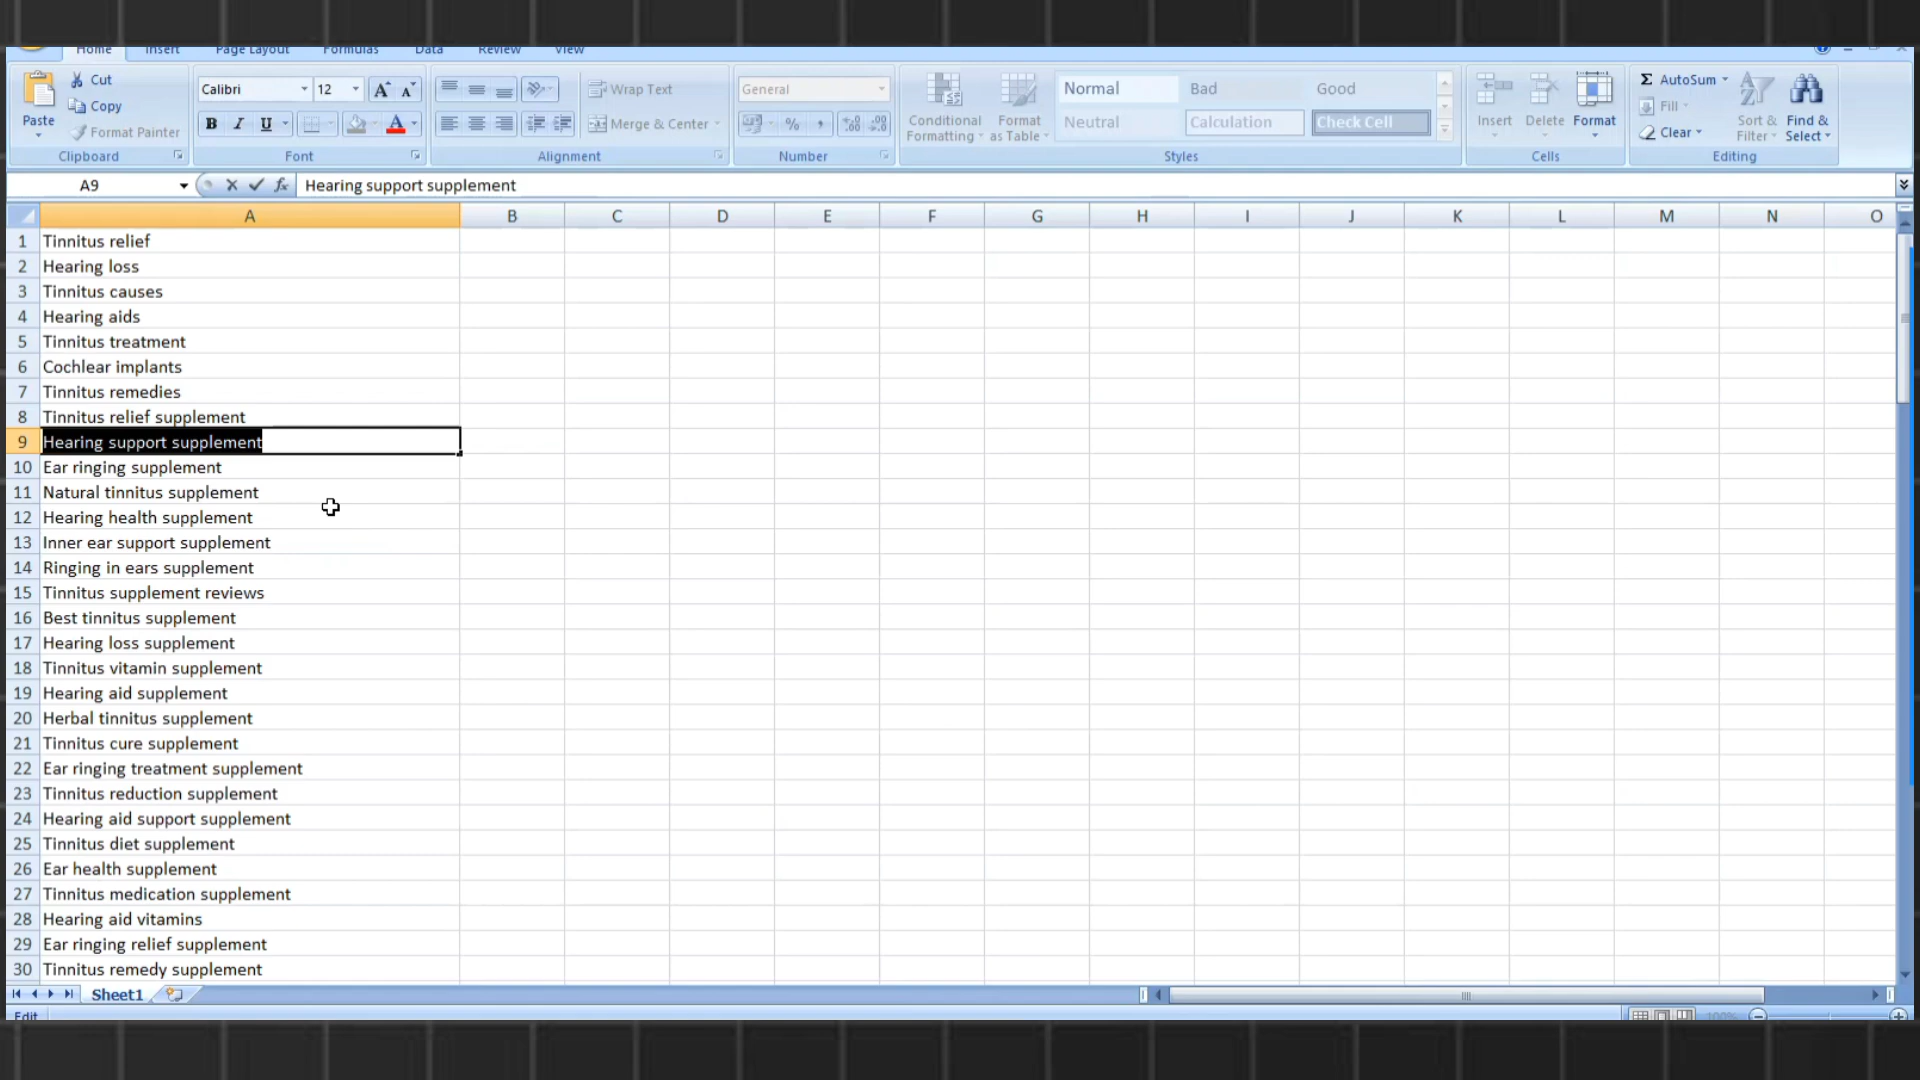 Home Insert Page Layout Formulas Data Review View
Paste
Cut
Copy
Format Painter
Clipboard
Calibri 12
B I U
Font
Wrap Text
Merge & Center
Alignment
General
% ,
Number
Conditional Formatting
Format as Table
Normal Bad Good
Neutral Calculation Check Cell
Styles
Insert Delete Format
Cells
Σ AutoSum
Fill
Clear
Sort & Filter
Find & Select
Editing
A9 fx Hearing support supplement
A B C D E F G H I J K L M N O
1 Tinnitus relief
2 Hearing loss
3 Tinnitus causes
4 Hearing aids
5 Tinnitus treatment
6 Cochlear implants
7 Tinnitus remedies
8 Tinnitus relief supplement
9 Hearing support supplement
10 Ear ringing supplement
11 Natural tinnitus supplement
12 Hearing health supplement
13 Inner ear support supplement
14 Ringing in ears supplement
15 Tinnitus supplement reviews
16 Best tinnitus supplement
17 Hearing loss supplement
18 Tinnitus vitamin supplement
19 Hearing aid supplement
20 Herbal tinnitus supplement
21 Tinnitus cure supplement
22 Ear ringing treatment supplement
23 Tinnitus reduction supplement
24 Hearing aid support supplement
25 Tinnitus diet supplement
26 Ear health supplement
27 Tinnitus medication supplement
28 Hearing aid vitamins
29 Ear ringing relief supplement
30 Tinnitus remedy supplement
Sheet1
Edit 100%